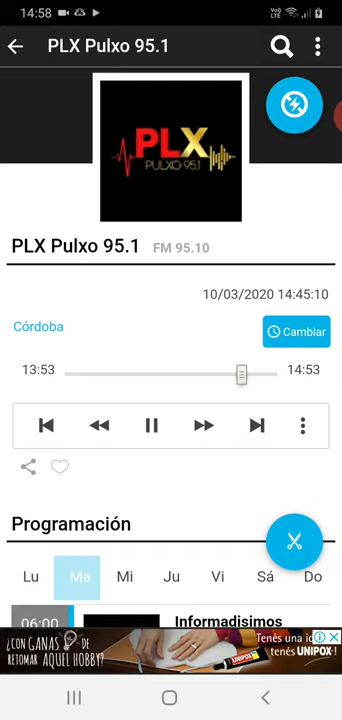 14:58
Vo)) LTE
PLX Pulxo 95.1
PLX
PULXO 95.1
PLX Pulxo 95.1 FM 95.10
10/03/2020 14:45:10
Córdoba
Cambiar
13:53
14:53
Programación
Lu Ma Mi Ju Vi Sá Do
06:00
Informadisimos
¿CON GANAS DE
RETOMAR AQUEL HOBBY?
UNIPOX
Tenés una id
tenés UNIPOX!